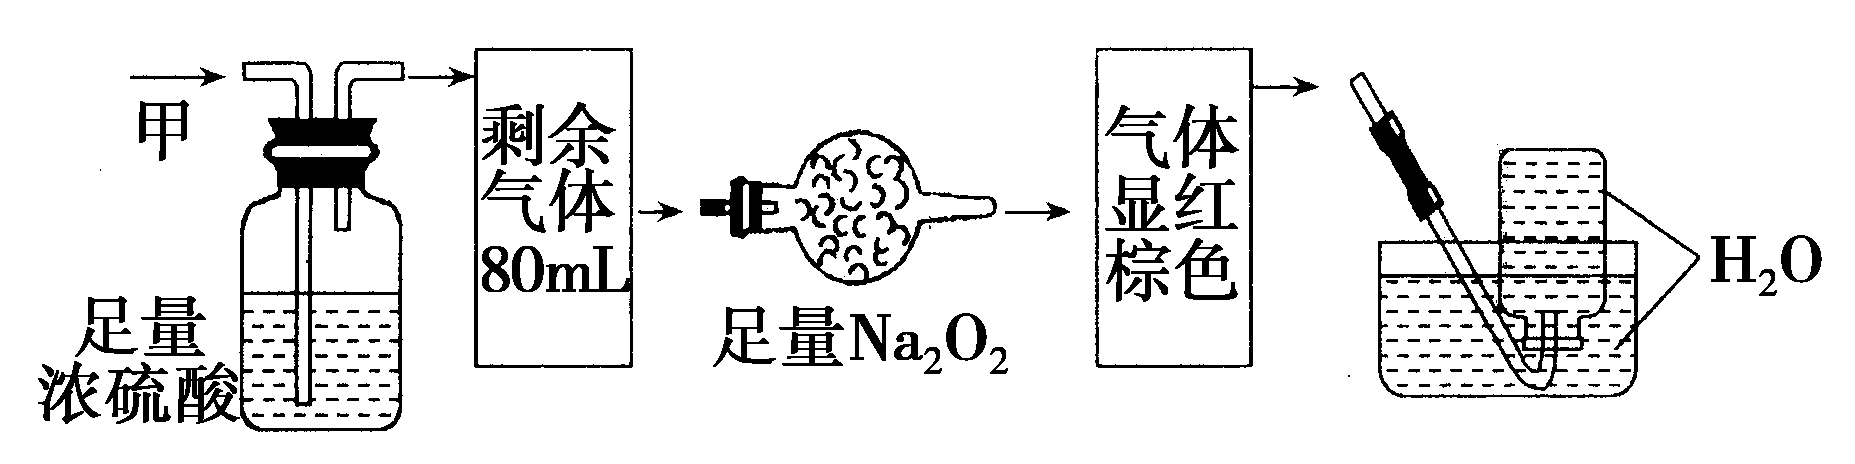 甲
足量
浓硫酸
剩余
气体
80mL
足量Na₂O₂
气体
显红
棕色
H₂O